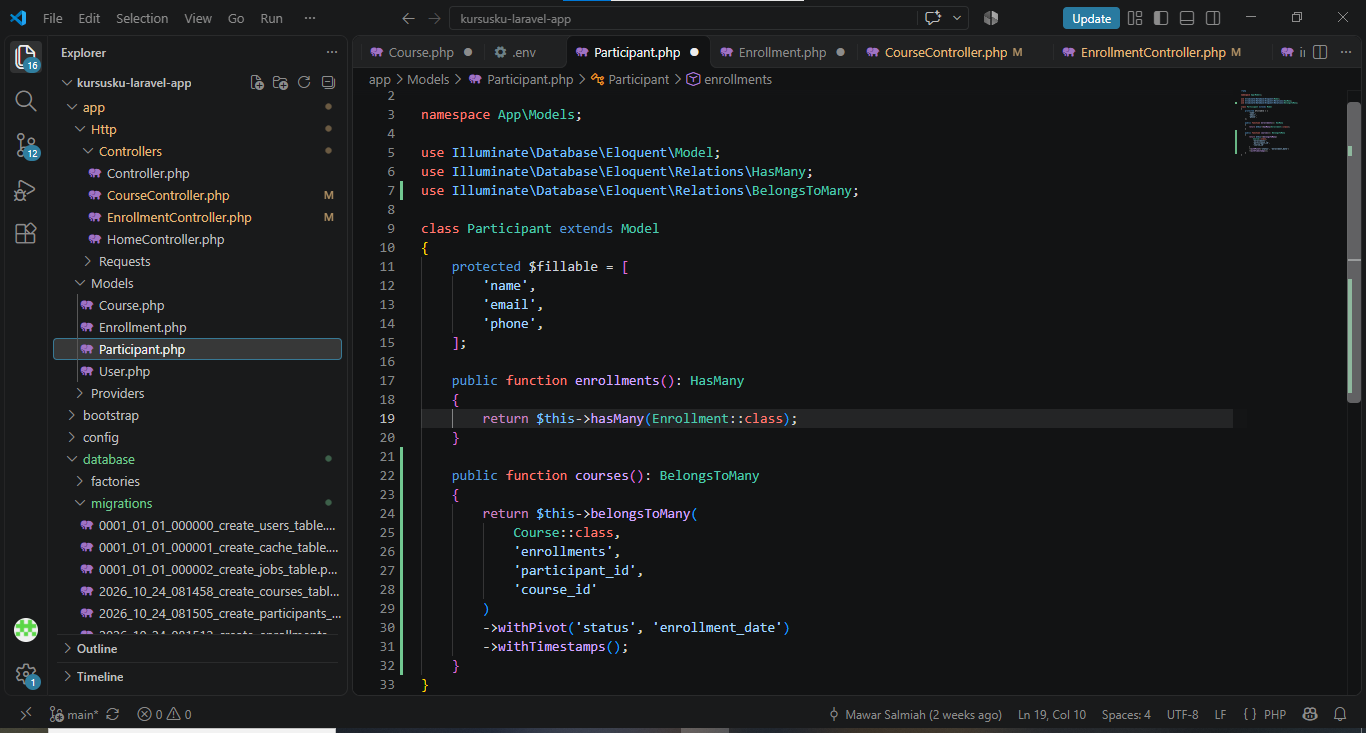 File Edit Selection View Go Run ···
kursusku-laravel-app
Update
Explorer ···
kursusku-laravel-app
app
Http
Controllers
Controller.php
CourseController.php M
EnrollmentController.php M
HomeController.php
Requests
Models
Course.php
Enrollment.php
Participant.php
User.php
Providers
bootstrap
config
database
factories
migrations
0001_01_01_000000_create_users_table....
0001_01_01_000001_create_cache_table....
0001_01_01_000002_create_jobs_table.p...
2026_10_24_081458_create_courses_tabl...
2026_10_24_081505_create_participants_...
Outline
Timeline
16
12
1
Course.php .env Participant.php Enrollment.php CourseController.php M EnrollmentController.php M
app > Models > Participant.php > Participant > enrollments
2
3 namespace App\Models;
4
5 use Illuminate\Database\Eloquent\Model;
6 use Illuminate\Database\Eloquent\Relations\HasMany;
7 use Illuminate\Database\Eloquent\Relations\BelongsToMany;
8
9 class Participant extends Model
10 {
11 protected $fillable = [
12 'name',
13 'email',
14 'phone',
15 ];
16
17 public function enrollments(): HasMany
18 {
19 return $this->hasMany(Enrollment::class);
20 }
21
22 public function courses(): BelongsToMany
23 {
24 return $this->belongsToMany(
25 Course::class,
26 'enrollments',
27 'participant_id',
28 'course_id'
29 )
30 ->withPivot('status', 'enrollment_date')
31 ->withTimestamps();
32 }
33 }
main* 0 0 Mawar Salmiah (2 weeks ago) Ln 19, Col 10 Spaces: 4 UTF-8 LF { } PHP